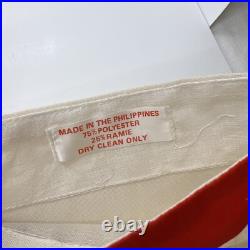 MADE IN THE PHILIPPINES
75% POLYESTER
25% RAMIE
DRY CLEAN ONLY